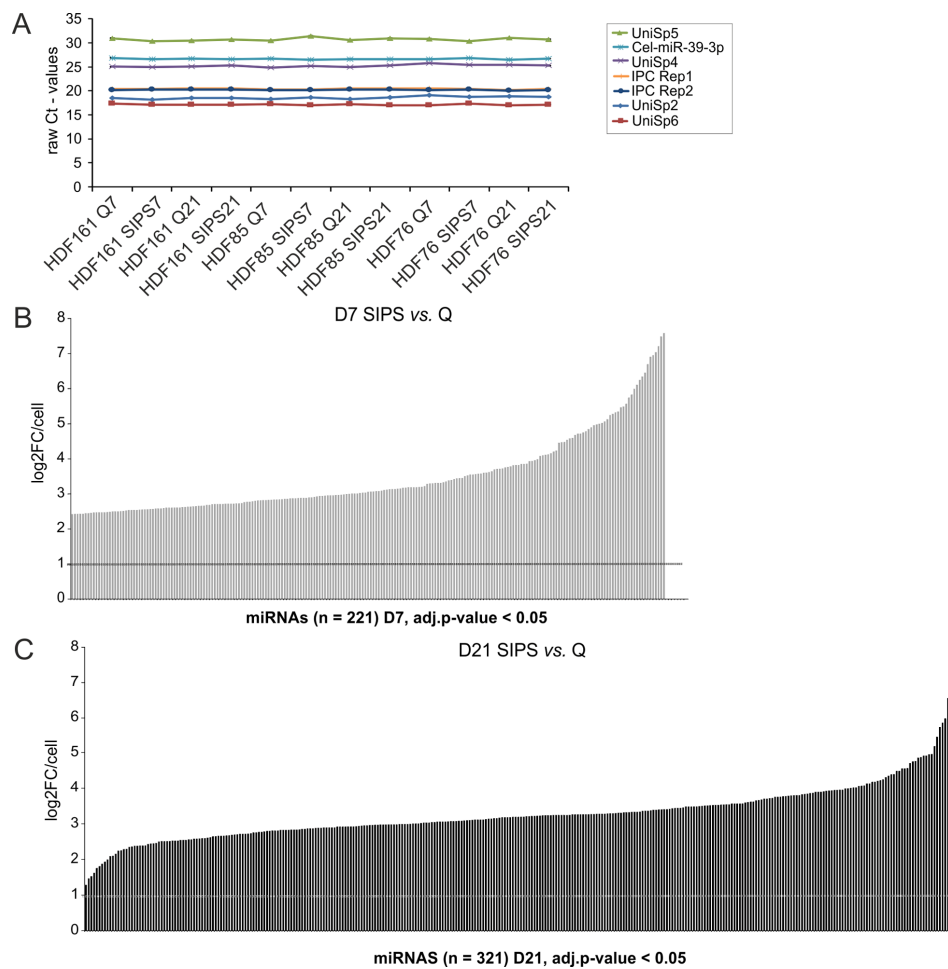 A
35
30
25
20
15
10
5
0
raw Ct - values
UniSp5
Cel-miR-39-3p
UniSp4
IPC Rep1
IPC Rep2
UniSp2
UniSp6
HDF161 Q7
HDF161 SIPS7
HDF161 Q21
HDF161 SIPS21
HDF85 Q7
HDF85 SIPS7
HDF85 Q21
HDF85 SIPS21
HDF76 Q7
HDF76 SIPS7
HDF76 Q21
HDF76 SIPS21
B
D7 SIPS vs. Q
8
7
6
5
4
3
2
1
0
log2FC/cell
miRNAs (n = 221) D7, adj.p-value < 0.05
C
D21 SIPS vs. Q
8
7
6
5
4
3
2
1
0
log2FC/cell
miRNAS (n = 321) D21, adj.p-value < 0.05